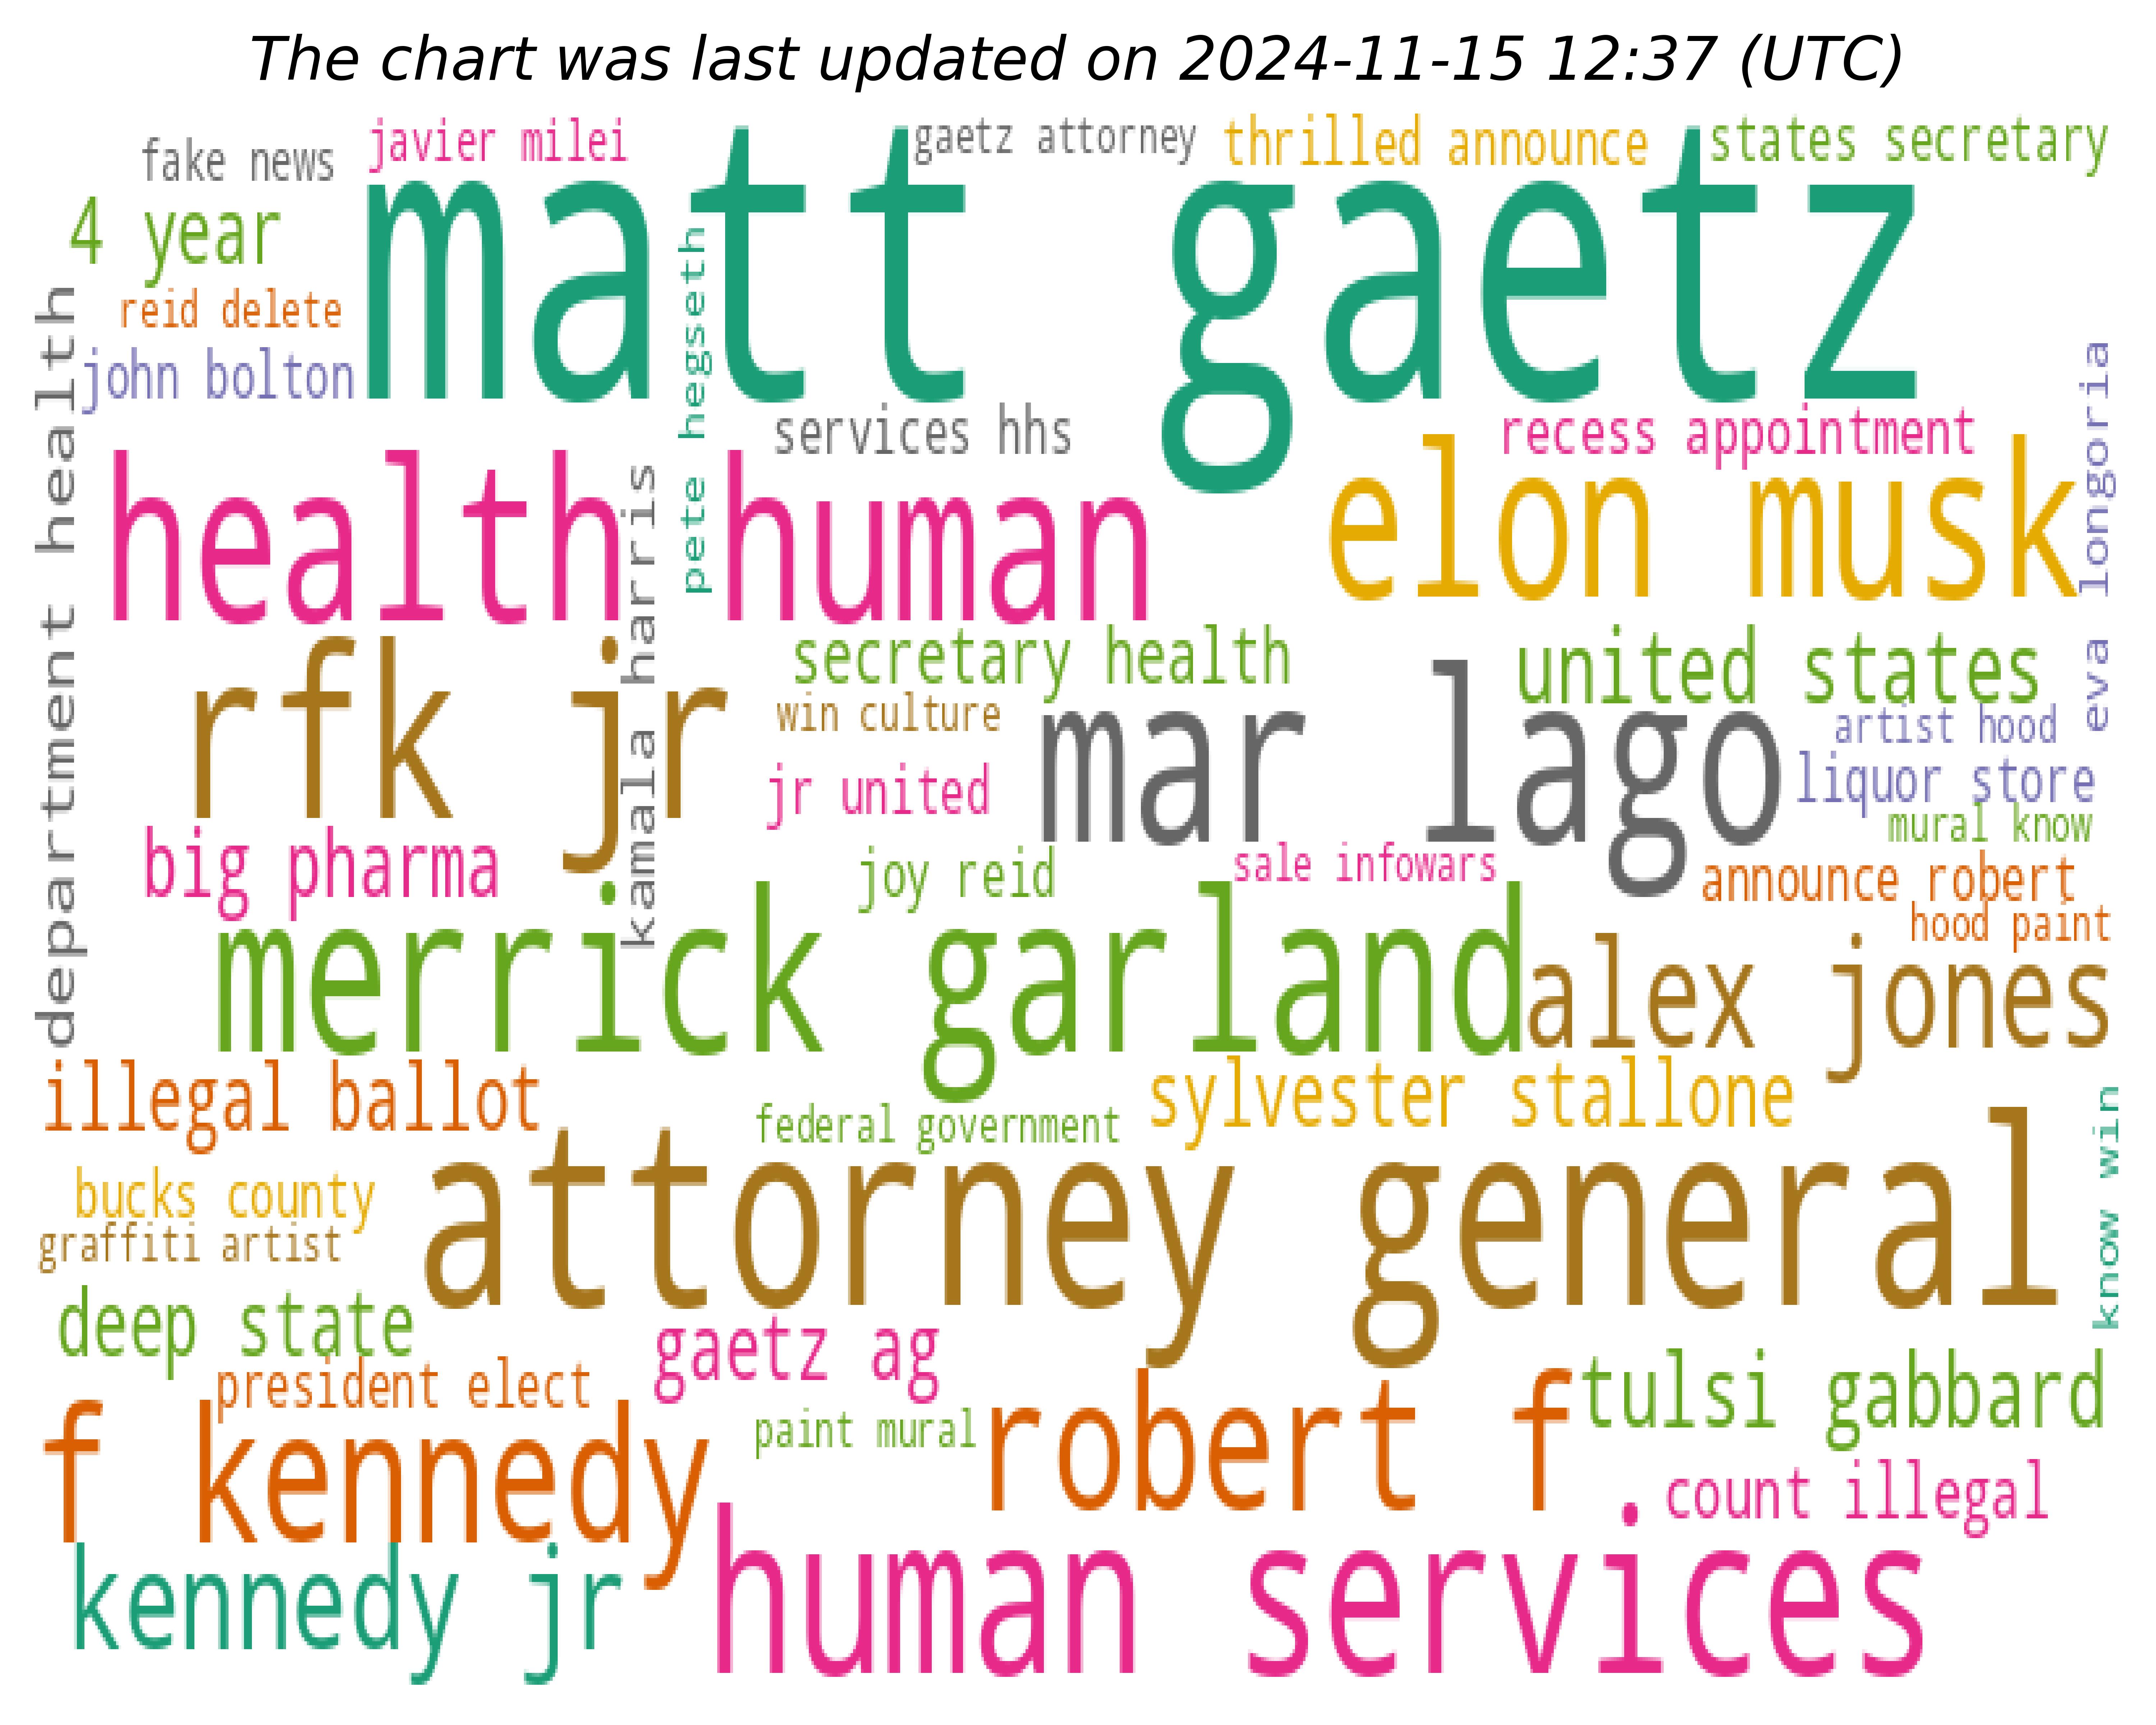 The chart was last updated on 2024-11-15 12:37 (UTC)
fake news
javier milei
gaetz attorney
thrilled announce
states secretary
4 year
matt gaetz
reid delete
john bolton
pete hegseth
department health
services hhs
recess appointment
eva longoria
health human
elon musk
kamala harris
rfk jr
secretary health
united states
win culture
mar lago
artist hood
jr united
liquor store
mural know
big pharma
joy reid
sale infowars
announce robert
hood paint
merrick garland
alex jones
illegal ballot
federal government
sylvester stallone
know win
bucks county
graffiti artist
attorney general
deep state
gaetz ag
president elect
tulsi gabbard
f kennedy
paint mural
robert f.
count illegal
kennedy jr
human services